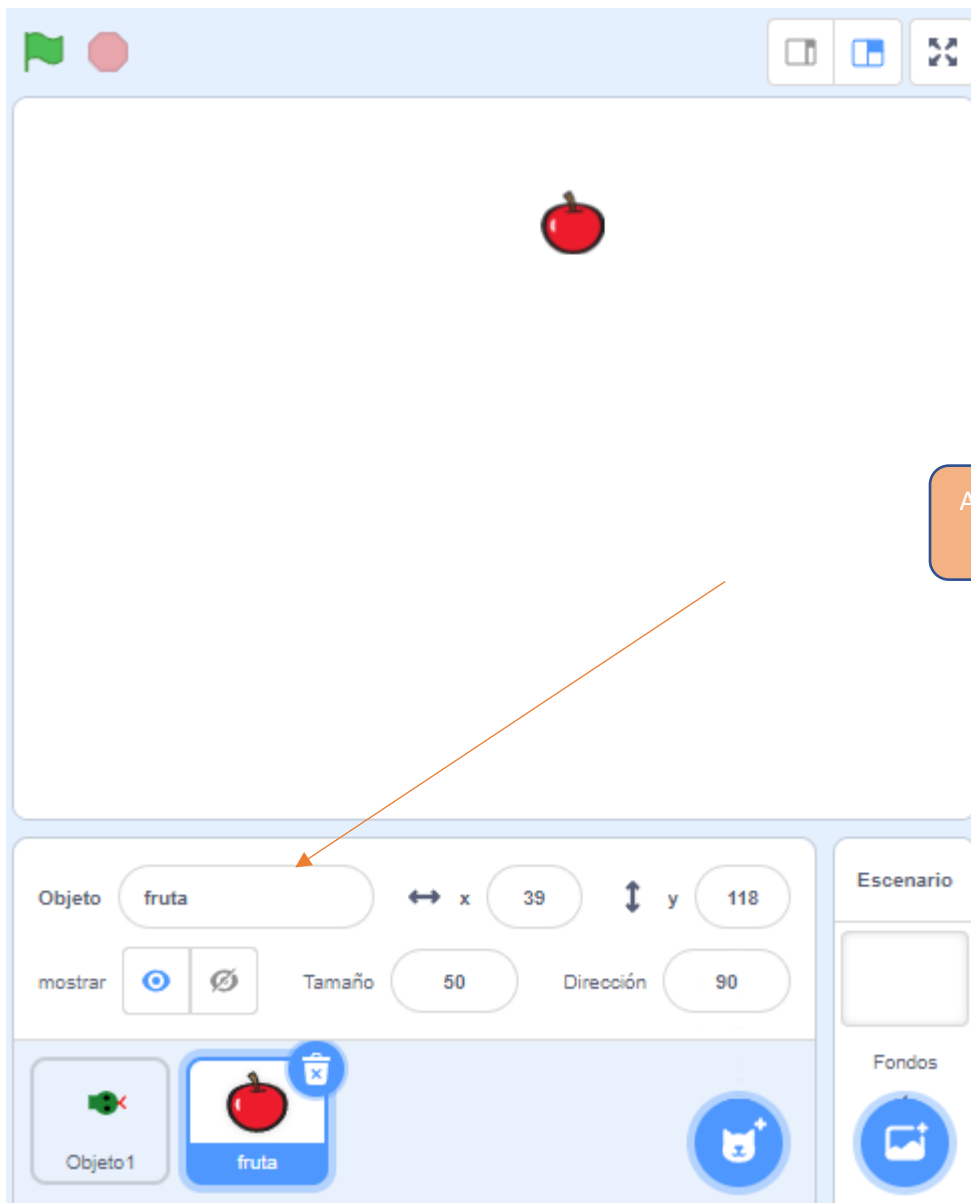 A
Objeto fruta x 39 y 118
mostrar Tamaño 50 Dirección 90
Escenario
Fondos
Objeto1
fruta